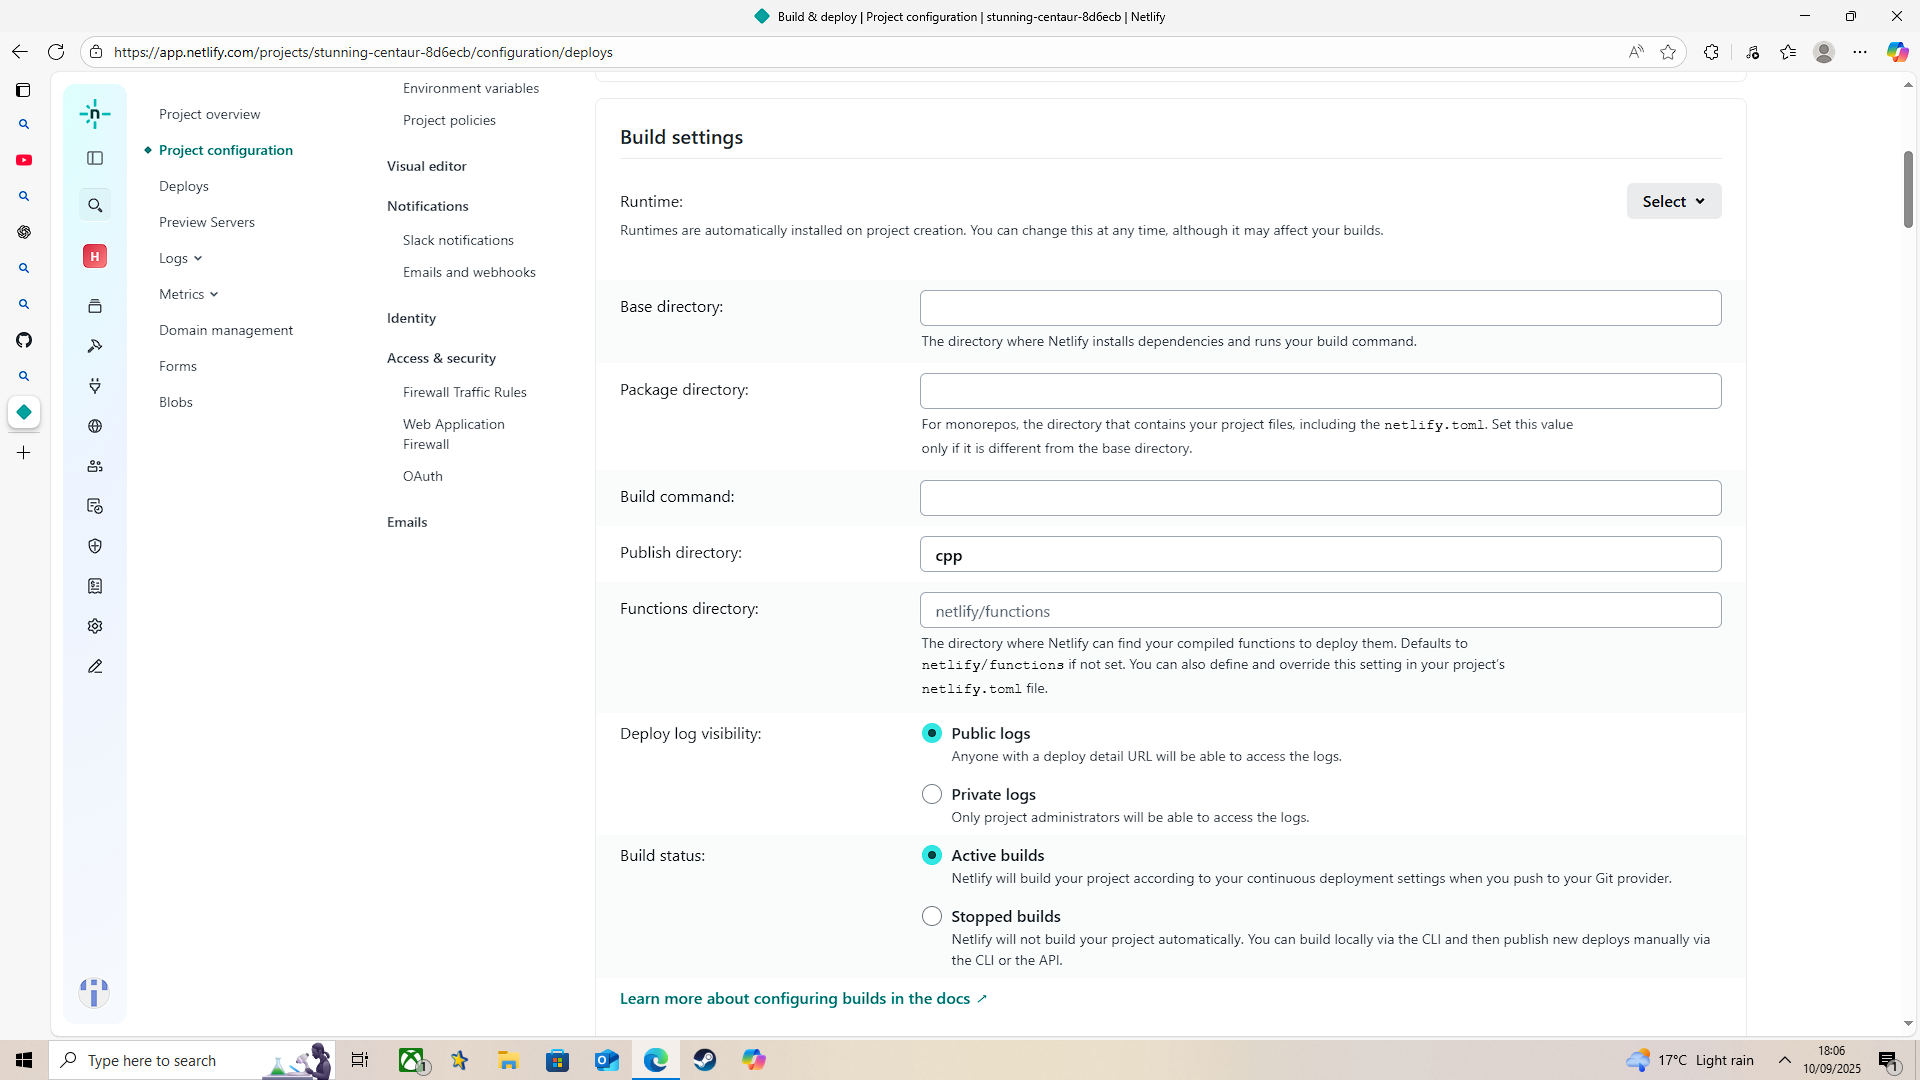 Build & deploy | Project configuration | stunning-centaur-8d6ecb | Netlify
https://app.netlify.com/projects/stunning-centaur-8d6ecb/configuration/deploys
n
H
Project overview
Project configuration
Deploys
Preview Servers
Logs
Metrics
Domain management
Forms
Blobs
Environment variables
Project policies
Visual editor
Notifications
Slack notifications
Emails and webhooks
Identity
Access & security
Firewall Traffic Rules
Web Application
Firewall
OAuth
Emails
Build settings
Runtime:
Select
Runtimes are automatically installed on project creation. You can change this at any time, although it may affect your builds.
Base directory:
The directory where Netlify installs dependencies and runs your build command.
Package directory:
For monorepos, the directory that contains your project files, including the netlify.toml. Set this value
only if it is different from the base directory.
Build command:
Publish directory:
cpp
Functions directory:
netlify/functions
The directory where Netlify can find your compiled functions to deploy them. Defaults to
netlify/functions if not set. You can also define and override this setting in your project's
netlify.toml file.
Deploy log visibility:
Public logs
Anyone with a deploy detail URL will be able to access the logs.
Private logs
Only project administrators will be able to access the logs.
Build status:
Active builds
Netlify will build your project according to your continuous deployment settings when you push to your Git provider.
Stopped builds
Netlify will not build your project automatically. You can build locally via the CLI and then publish new deploys manually via
the CLI or the API.
Learn more about configuring builds in the docs ↗
Type here to search
1
17°C Light rain
18:06
10/09/2025
1